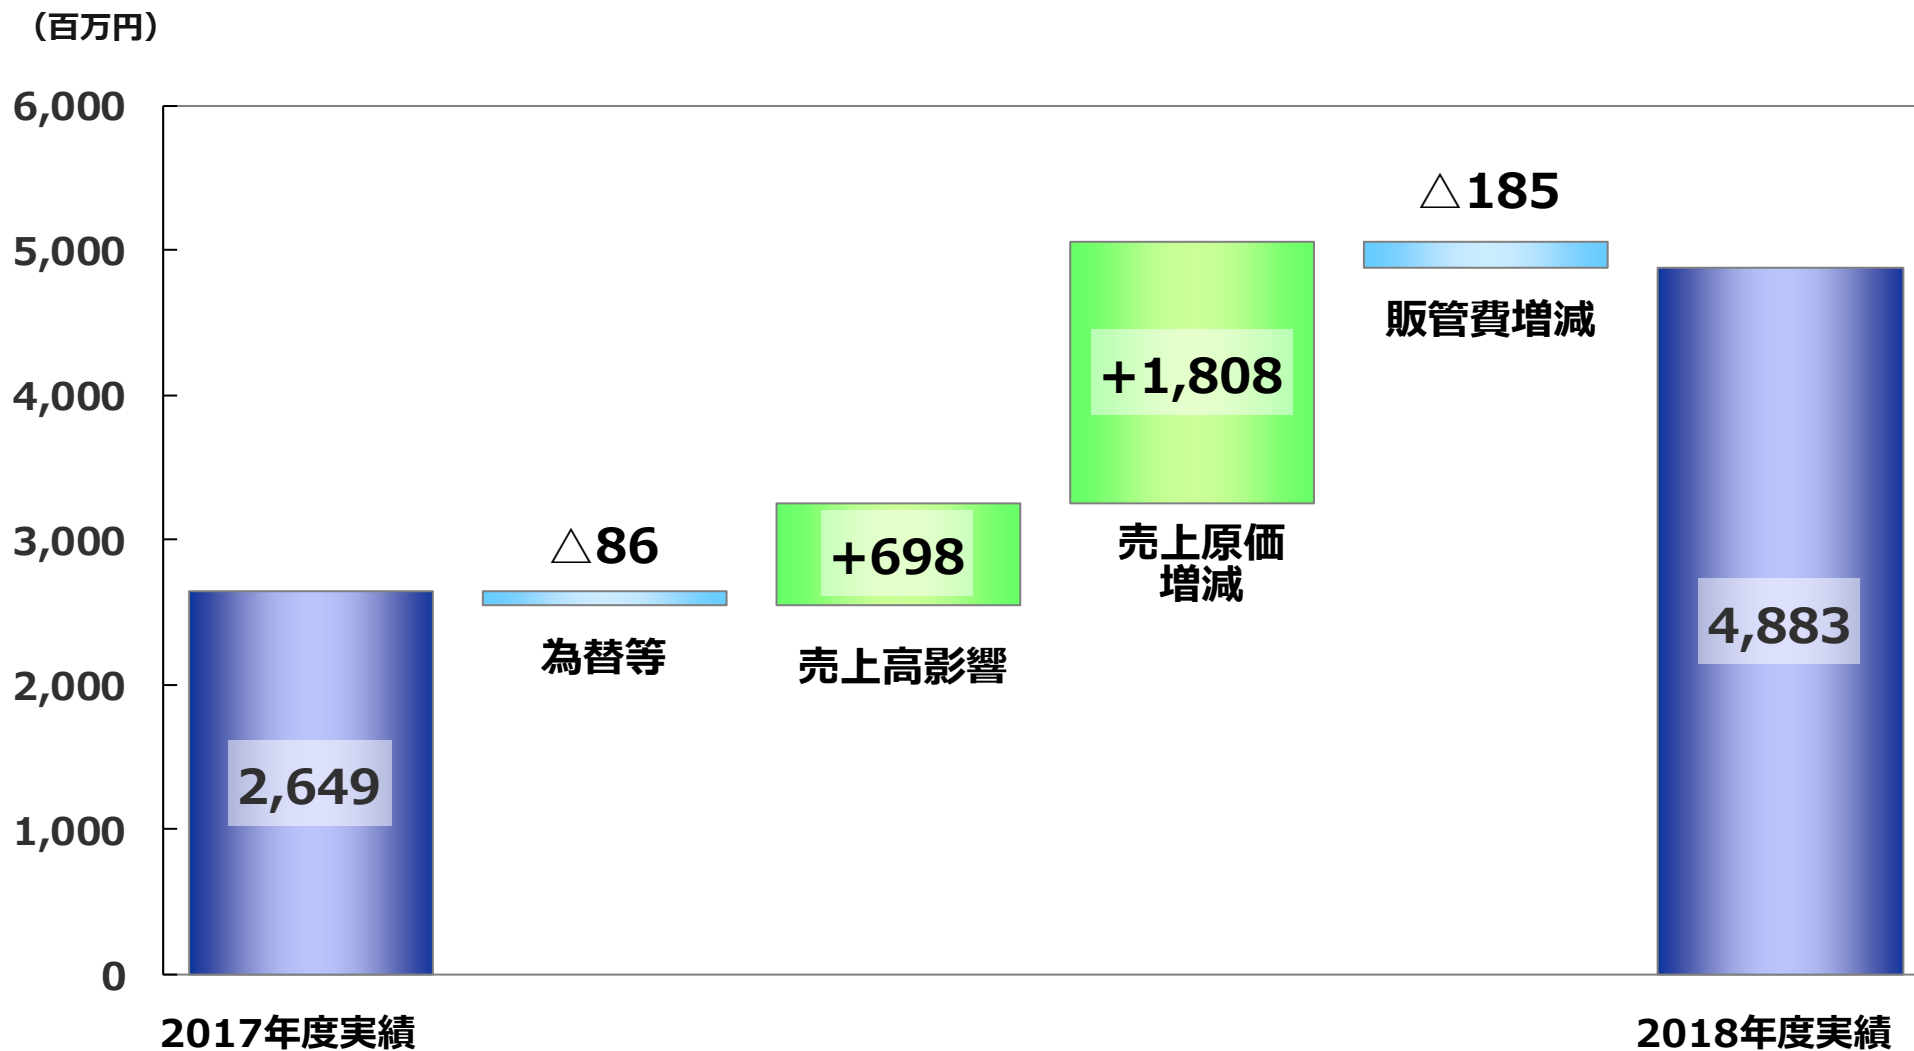 （百万円）
6,000
5,000
4,000
3,000
2,000
1,000
0
2,649
2017年度実績
△86
為替等
+698
売上高影響
+1,808
売上原価
増減
△185
販管費増減
4,883
2018年度実績